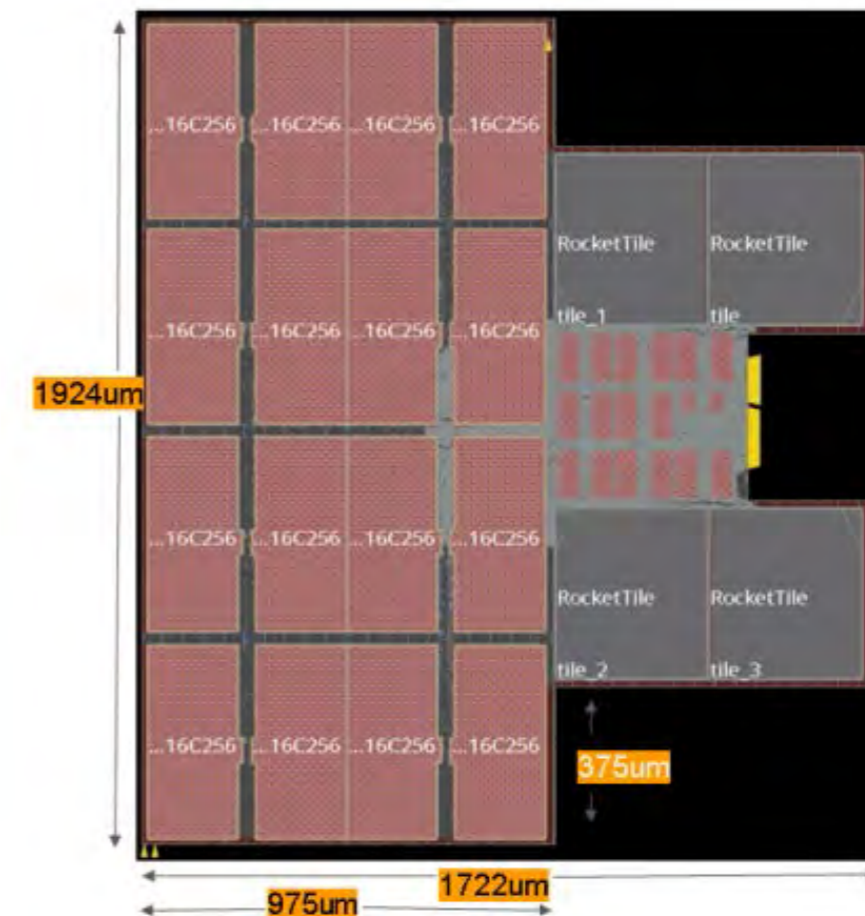 ...16C256 ...16C256 ...16C256 ...16C256
RocketTile RocketTile
tile_1 tile
...16C256 ...16C256 ...16C256 ...16C256
1924um
...16C256 ...16C256 ...16C256 ...16C256
RocketTile RocketTile
tile_2 tile_3
...16C256 ...16C256 ...16C256 ...16C256
375um
1722um
975um